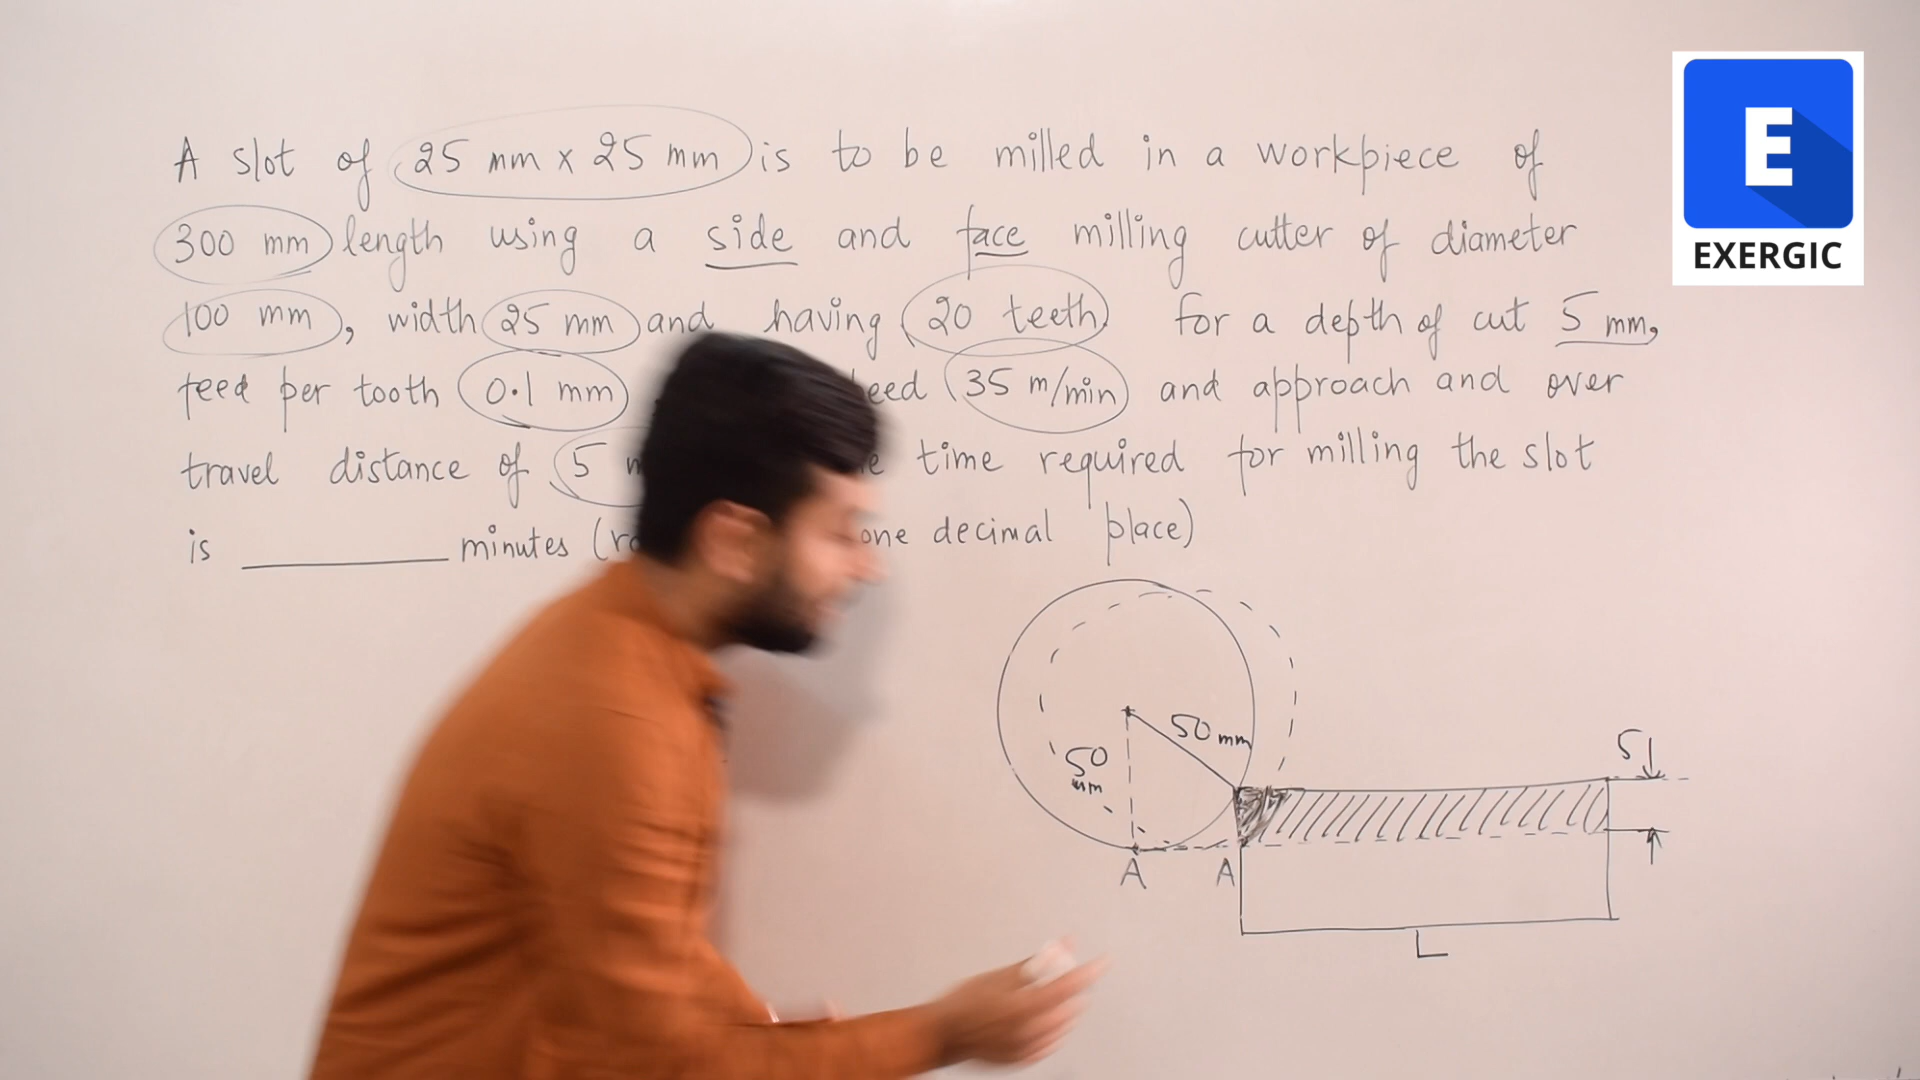 A slot of 25 mm x 25 mm is to be milled in a workpiece of
300 mm length using a side and face milling cutter of diameter
100 mm, width 25 mm and having 20 teeth for a depth of cut 5 mm,
feed per tooth 0.1 mm 35 m/min and approach and over
travel distance of 5 time required for milling the slot
is ________ minutes one decimal place)
E
EXERGIC
50 mm
50 mm
5
A A
L